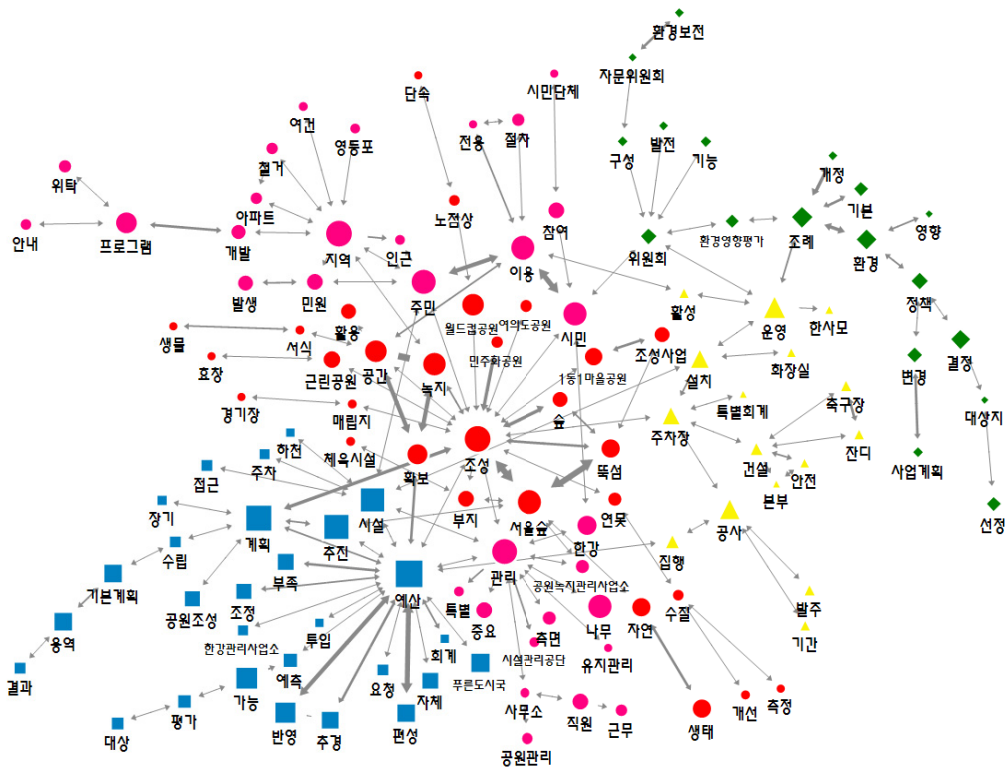 환경보전
자문위원회
단속
시민단체
여건
영등포
전용
절차
구성
발전
기능
철거
개정
위탁
아파트
기본
노점상
참여
안내
프로그램
개발
지역
인근
이용
위원회
환경영향평가
조례
환경
영향
발생
민원
주민
활성
정책
활용
월드컵공원
여의도공원
시민
운영
한사모
생물
서식
민주화공원
조성사업
결정
효창
근린공원
공간
녹지
1동1마을공원
설치
화장실
변경
경기장
매립지
숲
특별회계
축구장
대상지
하천
체육시설
조성
주차장
잔디
주차
확보
뚝섬
건설
안전
사업계획
접근
본부
장기
계획
추진
시설
부지
서울숲
연못
공사
선정
수립
한강
기본계획
부족
예산
관리
집행
공원녹지관리사업소
공원조성
조정
특별
중요
측면
나무
자연
수질
발주
용역
한강관리사업소
투입
회계
시설관리공단
유지관리
기간
결과
가능
예측
요청
자체
푸른도시국
사무소
직원
근무
생태
개선
측정
대상
평가
반영
추경
편성
공원관리